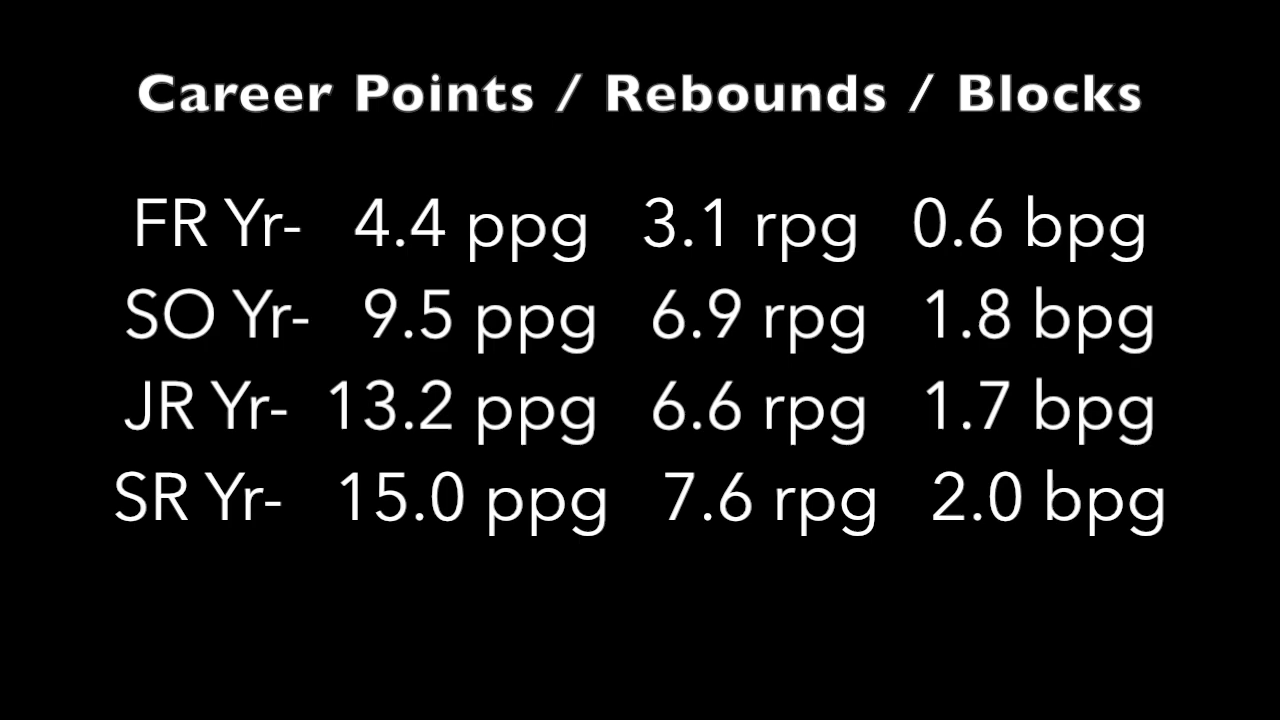 Career Points / Rebounds / Blocks
FR Yr- 4.4 ppg 3.1 rpg 0.6 bpg
SO Yr- 9.5 ppg 6.9 rpg 1.8 bpg
JR Yr- 13.2 ppg 6.6 rpg 1.7 bpg
SR Yr- 15.0 ppg 7.6 rpg 2.0 bpg